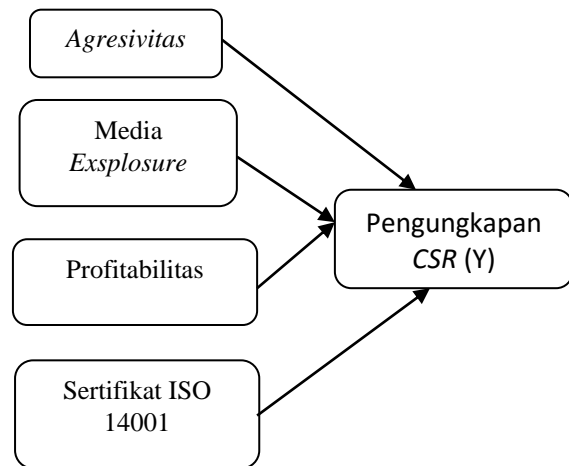 Agresivitas
Media
Exsplosure
Profitabilitas
Sertifikat ISO
14001
Pengungkapan
CSR (Y)